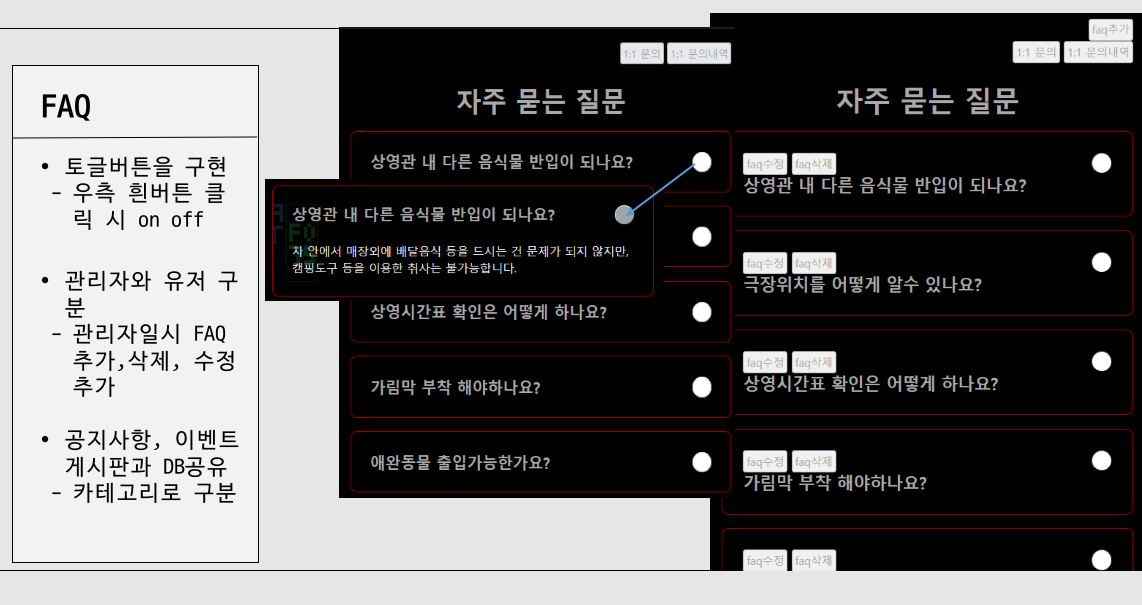 FAQ
• 토글버튼을 구현
- 우측 흰버튼 클
릭 시 on off
• 관리자와 유저 구
분
- 관리자일시 FAQ
추가,삭제, 수정
추가
• 공지사항, 이벤트
게시판과 DB공유
- 카테고리로 구분
1:1 문의 1:1 문의내역
자주 묻는 질문
상영관 내 다른 음식물 반입이 되나요?
상영관 내 다른 음식물 반입이 되나요?
차 안에서 매장외에 배달음식 등을 드시는 건 문제가 되지 않지만,
캠핑도구 등을 이용한 취사는 불가능합니다.
상영시간표 확인은 어떻게 하나요?
가림막 부착 해야하나요?
애완동물 출입가능한가요?
faq추가
1:1 문의 1:1 문의내역
자주 묻는 질문
faq수정 faq삭제
상영관 내 다른 음식물 반입이 되나요?
faq수정 faq삭제
극장위치를 어떻게 알수 있나요?
faq수정 faq삭제
상영시간표 확인은 어떻게 하나요?
faq수정 faq삭제
가림막 부착 해야하나요?
faq수정 faq삭제